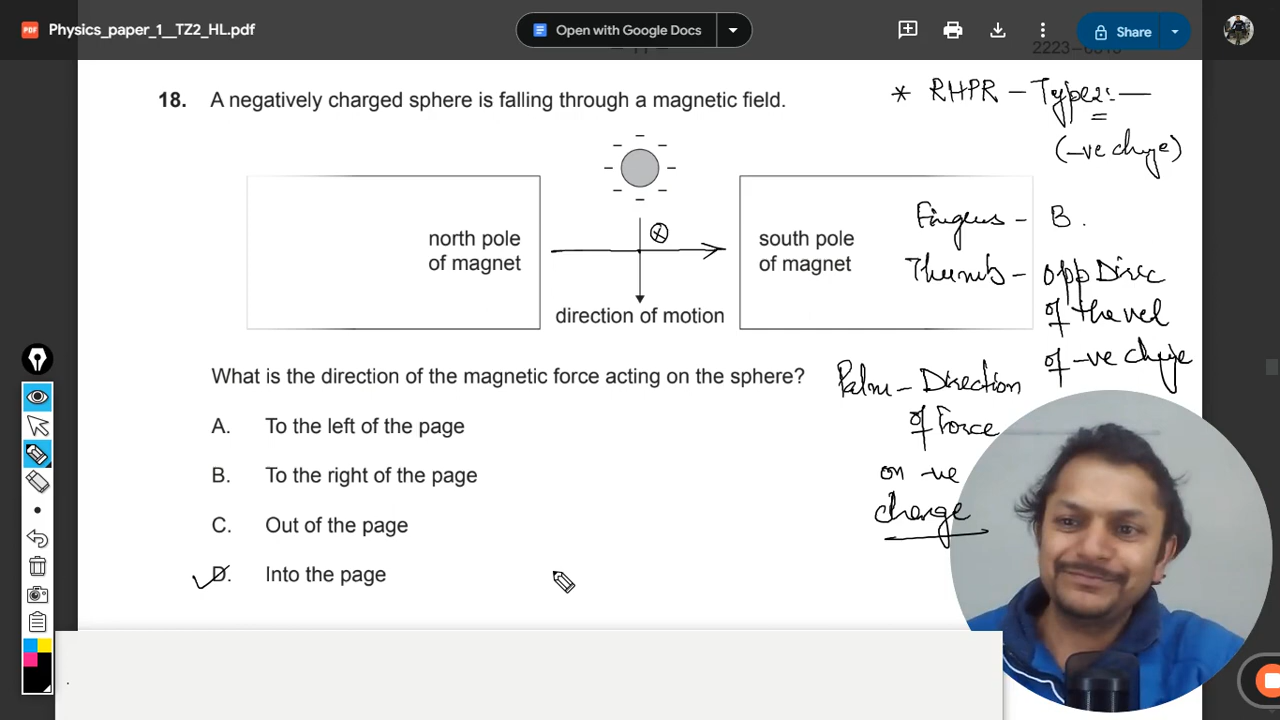 PDF Physics_paper_1__TZ2_HL.pdf
Open with Google Docs
Share
18. A negatively charged sphere is falling through a magnetic field.
north pole
of magnet
south pole
of magnet
direction of motion
What is the direction of the magnetic force acting on the sphere?
A. To the left of the page
B. To the right of the page
C. Out of the page
D. Into the page
* RHPR - Type 2: -
(-ve charge)
Fingers - B.
Thumb - opp Direc
of the vel
of -ve charge
Palm - Direction
of Force
on -ve
charge